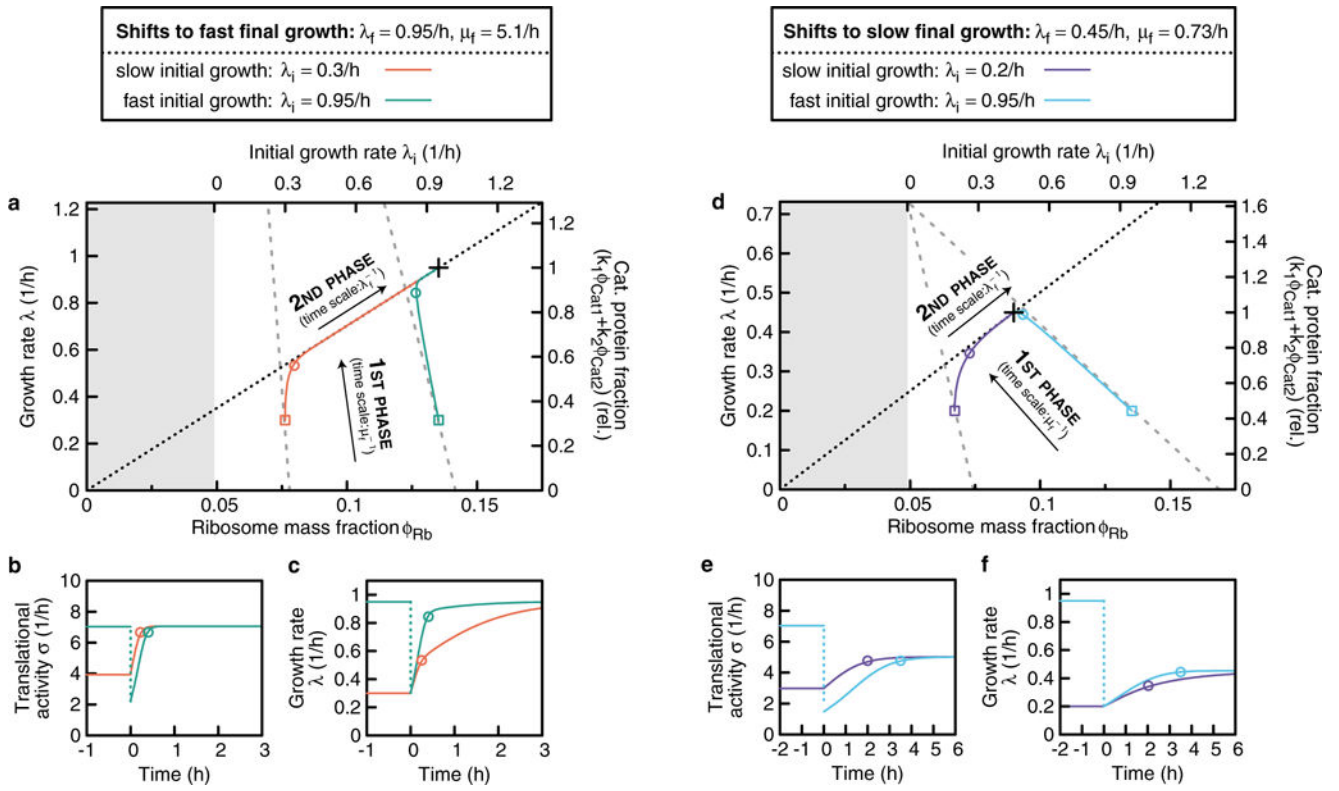 Shifts to fast final growth: λf = 0.95/h, μf = 5.1/h
slow initial growth: λi = 0.3/h
fast initial growth: λi = 0.95/h
Initial growth rate λi (1/h)
0 0.3 0.6 0.9 1.2
a
1.2
1
0.8
0.6
0.4
0.2
0
Growth rate λ (1/h)
2ND PHASE
(time scale:λf⁻¹)
1ST PHASE
(time scale:μf⁻¹)
1.2
1
0.8
0.6
0.4
0.2
0
Cat. protein fraction
(k1ϕCat1+k2ϕCat2) (rel.)
0 0.05 0.1 0.15
Ribosome mass fraction ϕRb
b
10
8
6
4
2
0
Translational
activity σ (1/h)
-1 0 1 2 3
Time (h)
c
1
0.8
0.6
0.4
0.2
0
Growth rate
λ (1/h)
-1 0 1 2 3
Time (h)
Shifts to slow final growth: λf = 0.45/h, μf = 0.73/h
slow initial growth: λi = 0.2/h
fast initial growth: λi = 0.95/h
Initial growth rate λi (1/h)
0 0.3 0.6 0.9 1.2
d
0.7
0.6
0.5
0.4
0.3
0.2
0.1
0
Growth rate λ (1/h)
2ND PHASE
(time scale:λf⁻¹)
1ST PHASE
(time scale:μf⁻¹)
1.6
1.4
1.2
1
0.8
0.6
0.4
0.2
0
Cat. protein fraction
(k1ϕCat1+k2ϕCat2) (rel.)
0 0.05 0.1 0.15
Ribosome mass fraction ϕRb
e
10
8
6
4
2
0
Translational
activity σ (1/h)
-2 0 1 2 3 4 5 6
Time (h)
f
1
0.8
0.6
0.4
0.2
0
Growth rate
λ (1/h)
-2 0 1 2 3 4 5 6
Time (h)